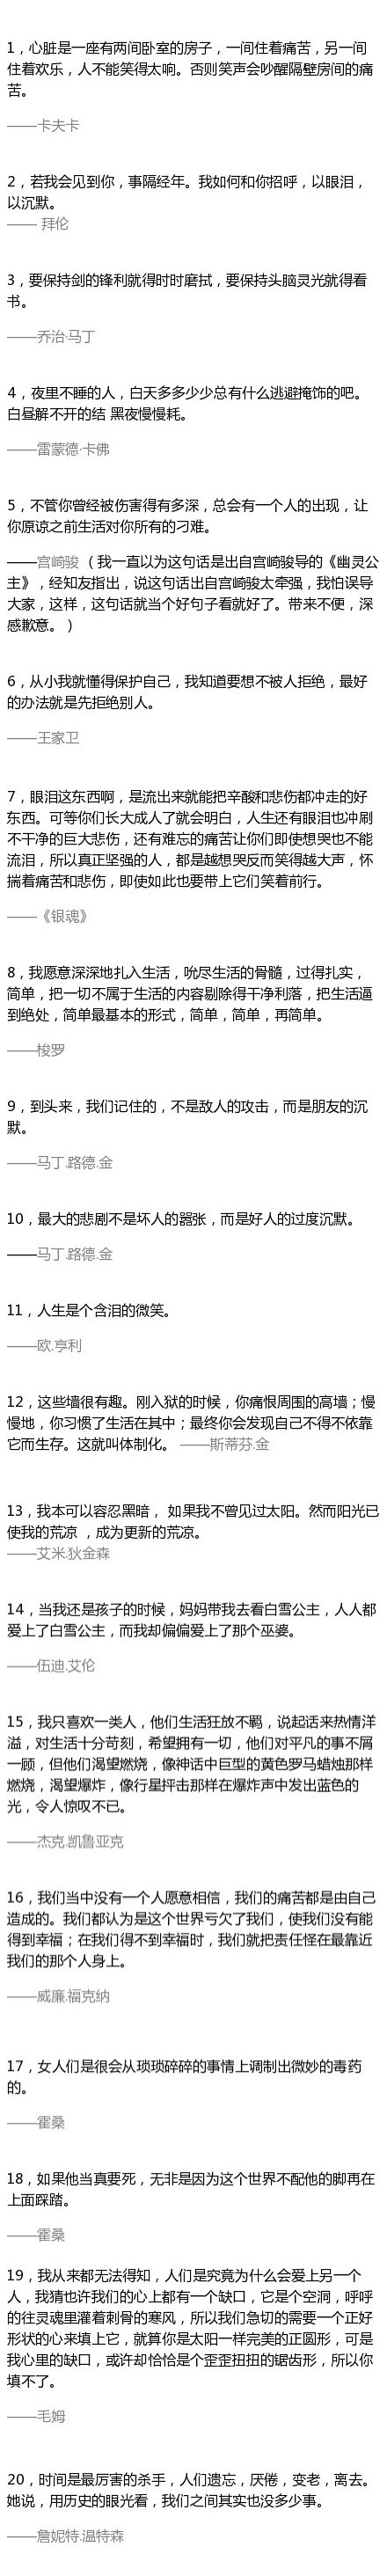 1，心脏是一座有两间卧室的房子，一间住着痛苦，另一间
住着欢乐，人不能笑得太响。否则笑声会吵醒隔壁房间的痛
苦。
——卡夫卡
2，若我会见到你，事隔经年。我如何和你招呼，以眼泪，
以沉默。
—— 拜伦
3，要保持剑的锋利就得时时磨拭，要保持头脑灵光就得看
书。
——乔治·马丁
4，夜里不睡的人，白天多多少少总有什么逃避掩饰的吧。
白昼解不开的结 黑夜慢慢耗。
——雷蒙德·卡佛
5，不管你曾经被伤害得有多深，总会有一个人的出现，让
你原谅之前生活对你所有的刁难。
——宫崎骏 （ 我一直以为这句话是出自宫崎骏导的《幽灵公
主》，经知友指出，说这句话出自宫崎骏太牵强，我怕误导
大家，这样，这句话就当个好句子看就好了。带来不便，深
感歉意。 ）
6，从小我就懂得保护自己，我知道要想不被人拒绝，最好
的办法就是先拒绝别人。
——王家卫
7，眼泪这东西啊，是流出来就能把辛酸和悲伤都冲走的好
东西。可等你们长大成人了就会明白，人生还有眼泪也冲刷
不干净的巨大悲伤，还有难忘的痛苦让你们即使想哭也不能
流泪，所以真正坚强的人，都是越想哭反而笑得越大声，怀
揣着痛苦和悲伤，即使如此也要带上它们笑着前行。
——《银魂》
8，我愿意深深地扎入生活，吮尽生活的骨髓，过得扎实，
简单，把一切不属于生活的内容剔除得干净利落，把生活逼
到绝处，简单最基本的形式，简单，简单，再简单。
——梭罗
9，到头来，我们记住的，不是敌人的攻击，而是朋友的沉
默。
——马丁.路德.金
10，最大的悲剧不是坏人的嚣张，而是好人的过度沉默。
——马丁.路德.金
11，人生是个含泪的微笑。
——欧.亨利
12，这些墙很有趣。刚入狱的时候，你痛恨周围的高墙；慢
慢地，你习惯了生活在其中；最终你会发现自己不得不依靠
它而生存。这就叫体制化。 ——斯蒂芬.金
13，我本可以容忍黑暗， 如果我不曾见过太阳。然而阳光已
使我的荒凉 ，成为更新的荒凉。
——艾米.狄金森
14，当我还是孩子的时候，妈妈带我去看白雪公主，人人都
爱上了白雪公主，而我却偏偏爱上了那个巫婆。
——伍迪.艾伦
15，我只喜欢一类人，他们生活狂放不羁，说起话来热情洋
溢，对生活十分苛刻，希望拥有一切，他们对平凡的事不屑
一顾，但他们渴望燃烧，像神话中巨型的黄色罗马蜡烛那样
燃烧，渴望爆炸，像行星抨击那样在爆炸声中发出蓝色的
光，令人惊叹不已。
——杰克.凯鲁亚克
16，我们当中没有一个人愿意相信，我们的痛苦都是由自己
造成的。我们都认为是这个世界亏欠了我们，使我们没有能
得到幸福；在我们得不到幸福时，我们就把责任怪在最靠近
我们的那个人身上。
——威廉.福克纳
17，女人们是很会从琐琐碎碎的事情上调制出微妙的毒药
的。
——霍桑
18，如果他当真要死，无非是因为这个世界不配他的脚再在
上面踩踏。
——霍桑
19，我从来都无法得知，人们是究竟为什么会爱上另一个
人，我猜也许我们的心上都有一个缺口，它是个空洞，呼呼
的往灵魂里灌着刺骨的寒风，所以我们急切的需要一个正好
形状的心来填上它，就算你是太阳一样完美的正圆形，可是
我心里的缺口，或许却恰恰是个歪歪扭扭的锯齿形，所以你
填不了。
——毛姆
20，时间是最厉害的杀手，人们遗忘，厌倦，变老，离去。
她说，用历史的眼光看，我们之间其实也没多少事。
——詹妮特.温特森